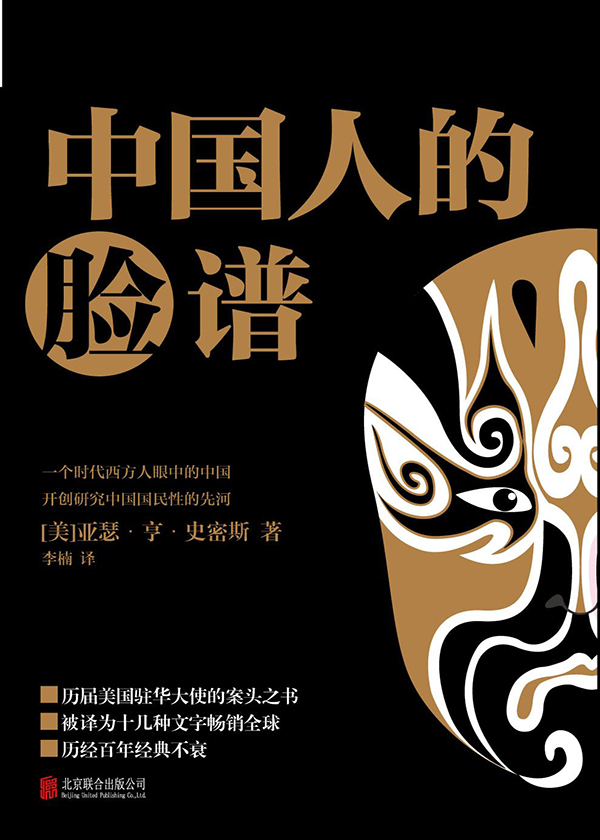 中国人的
脸谱
一个时代西方人眼中的中国
开创研究中国国民性的先河
[美]亚瑟·亨·史密斯 著
李楠 译
历届美国驻华大使的案头之书
被译为十几种文字畅销全球
历经百年经典不衰
北京联合出版公司
Beijing United Publishing Co.,Ltd.